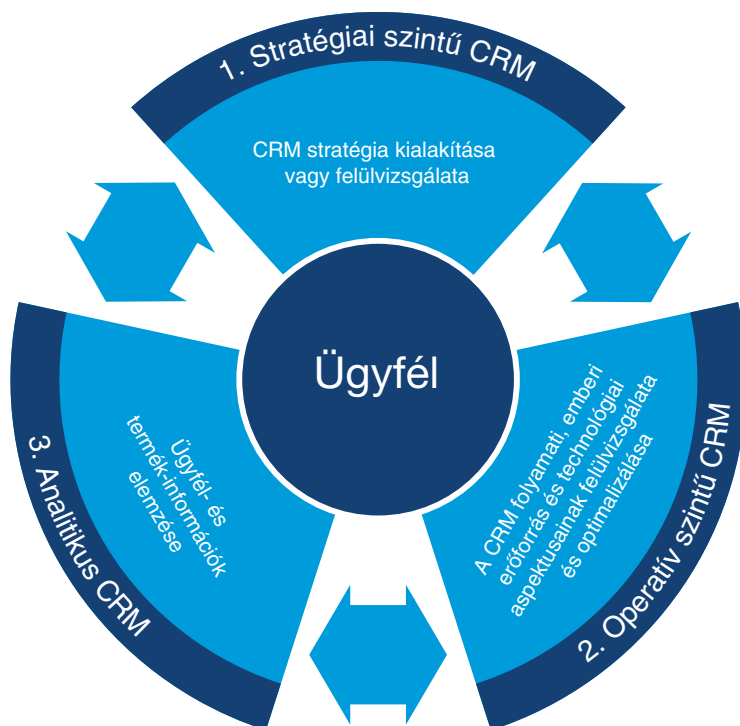 1. Stratégiai szintű CRM
CRM stratégia kialakítása
vagy felülvizsgálata
Ügyfél
A CRM folyamati, emberi
erőforrás és technológiai
aspektusainak felülvizsgálata
és optimalizálása
2. Operatív szintű CRM
Ügyfél- és
termék-információk
elemzése
3. Analitikus CRM